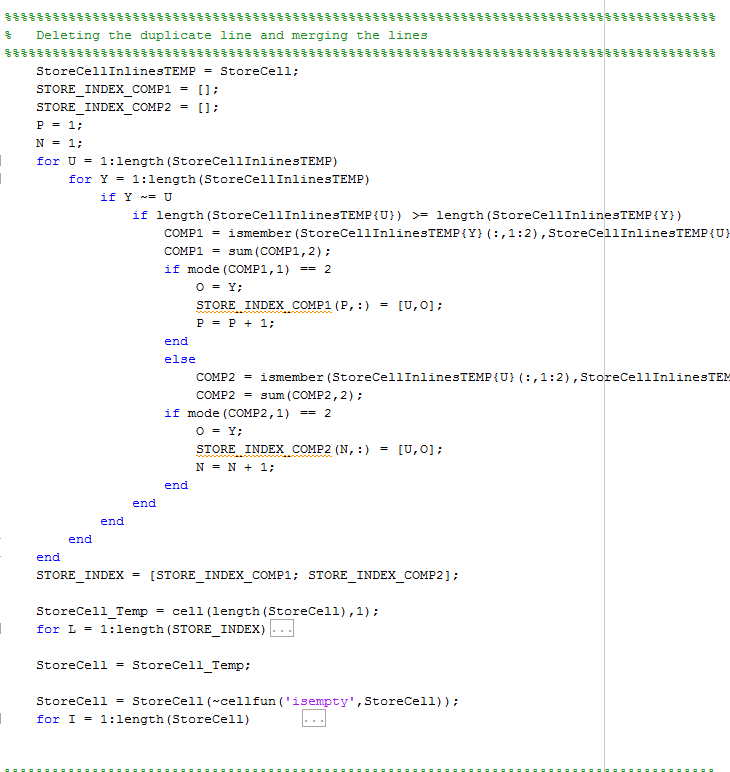 %%%%%%%%%%%%%%%%%%%%%%%%%%%%%%%%%%%%%%%%%%%%%%%%%%%%%%%%%%%%%%%%%%%%%%%%%%%%%%%%%%%%%%%%%%%
%   Deleting the duplicate line and merging the lines
%%%%%%%%%%%%%%%%%%%%%%%%%%%%%%%%%%%%%%%%%%%%%%%%%%%%%%%%%%%%%%%%%%%%%%%%%%%%%%%%%%%%%%%%%%%
    StoreCellInlinesTEMP = StoreCell;
    STORE_INDEX_COMP1 = [];
    STORE_INDEX_COMP2 = [];
    P = 1;
    N = 1;
    for U = 1:length(StoreCellInlinesTEMP)
        for Y = 1:length(StoreCellInlinesTEMP)
            if Y ~= U
                if length(StoreCellInlinesTEMP{U}) >= length(StoreCellInlinesTEMP{Y})
                    COMP1 = ismember(StoreCellInlinesTEMP{Y}(:,1:2),StoreCellInlinesTEMP{U}
                    COMP1 = sum(COMP1,2);
                    if mode(COMP1,1) == 2
                        O = Y;
                        STORE_INDEX_COMP1(P,:) = [U,O];
                        P = P + 1;
                    end
                    else
                        COMP2 = ismember(StoreCellInlinesTEMP{U}(:,1:2),StoreCellInlinesTEM
                        COMP2 = sum(COMP2,2);
                    if mode(COMP2,1) == 2
                        O = Y;
                        STORE_INDEX_COMP2(N,:) = [U,O];
                        N = N + 1;
                    end
                end
            end
        end
    end
    STORE_INDEX = [STORE_INDEX_COMP1; STORE_INDEX_COMP2];
    StoreCell_Temp = cell(length(StoreCell),1);
    for L = 1:length(STORE_INDEX) ...
    StoreCell = StoreCell_Temp;
    StoreCell = StoreCell(~cellfun('isempty',StoreCell));
    for I = 1:length(StoreCell) ...